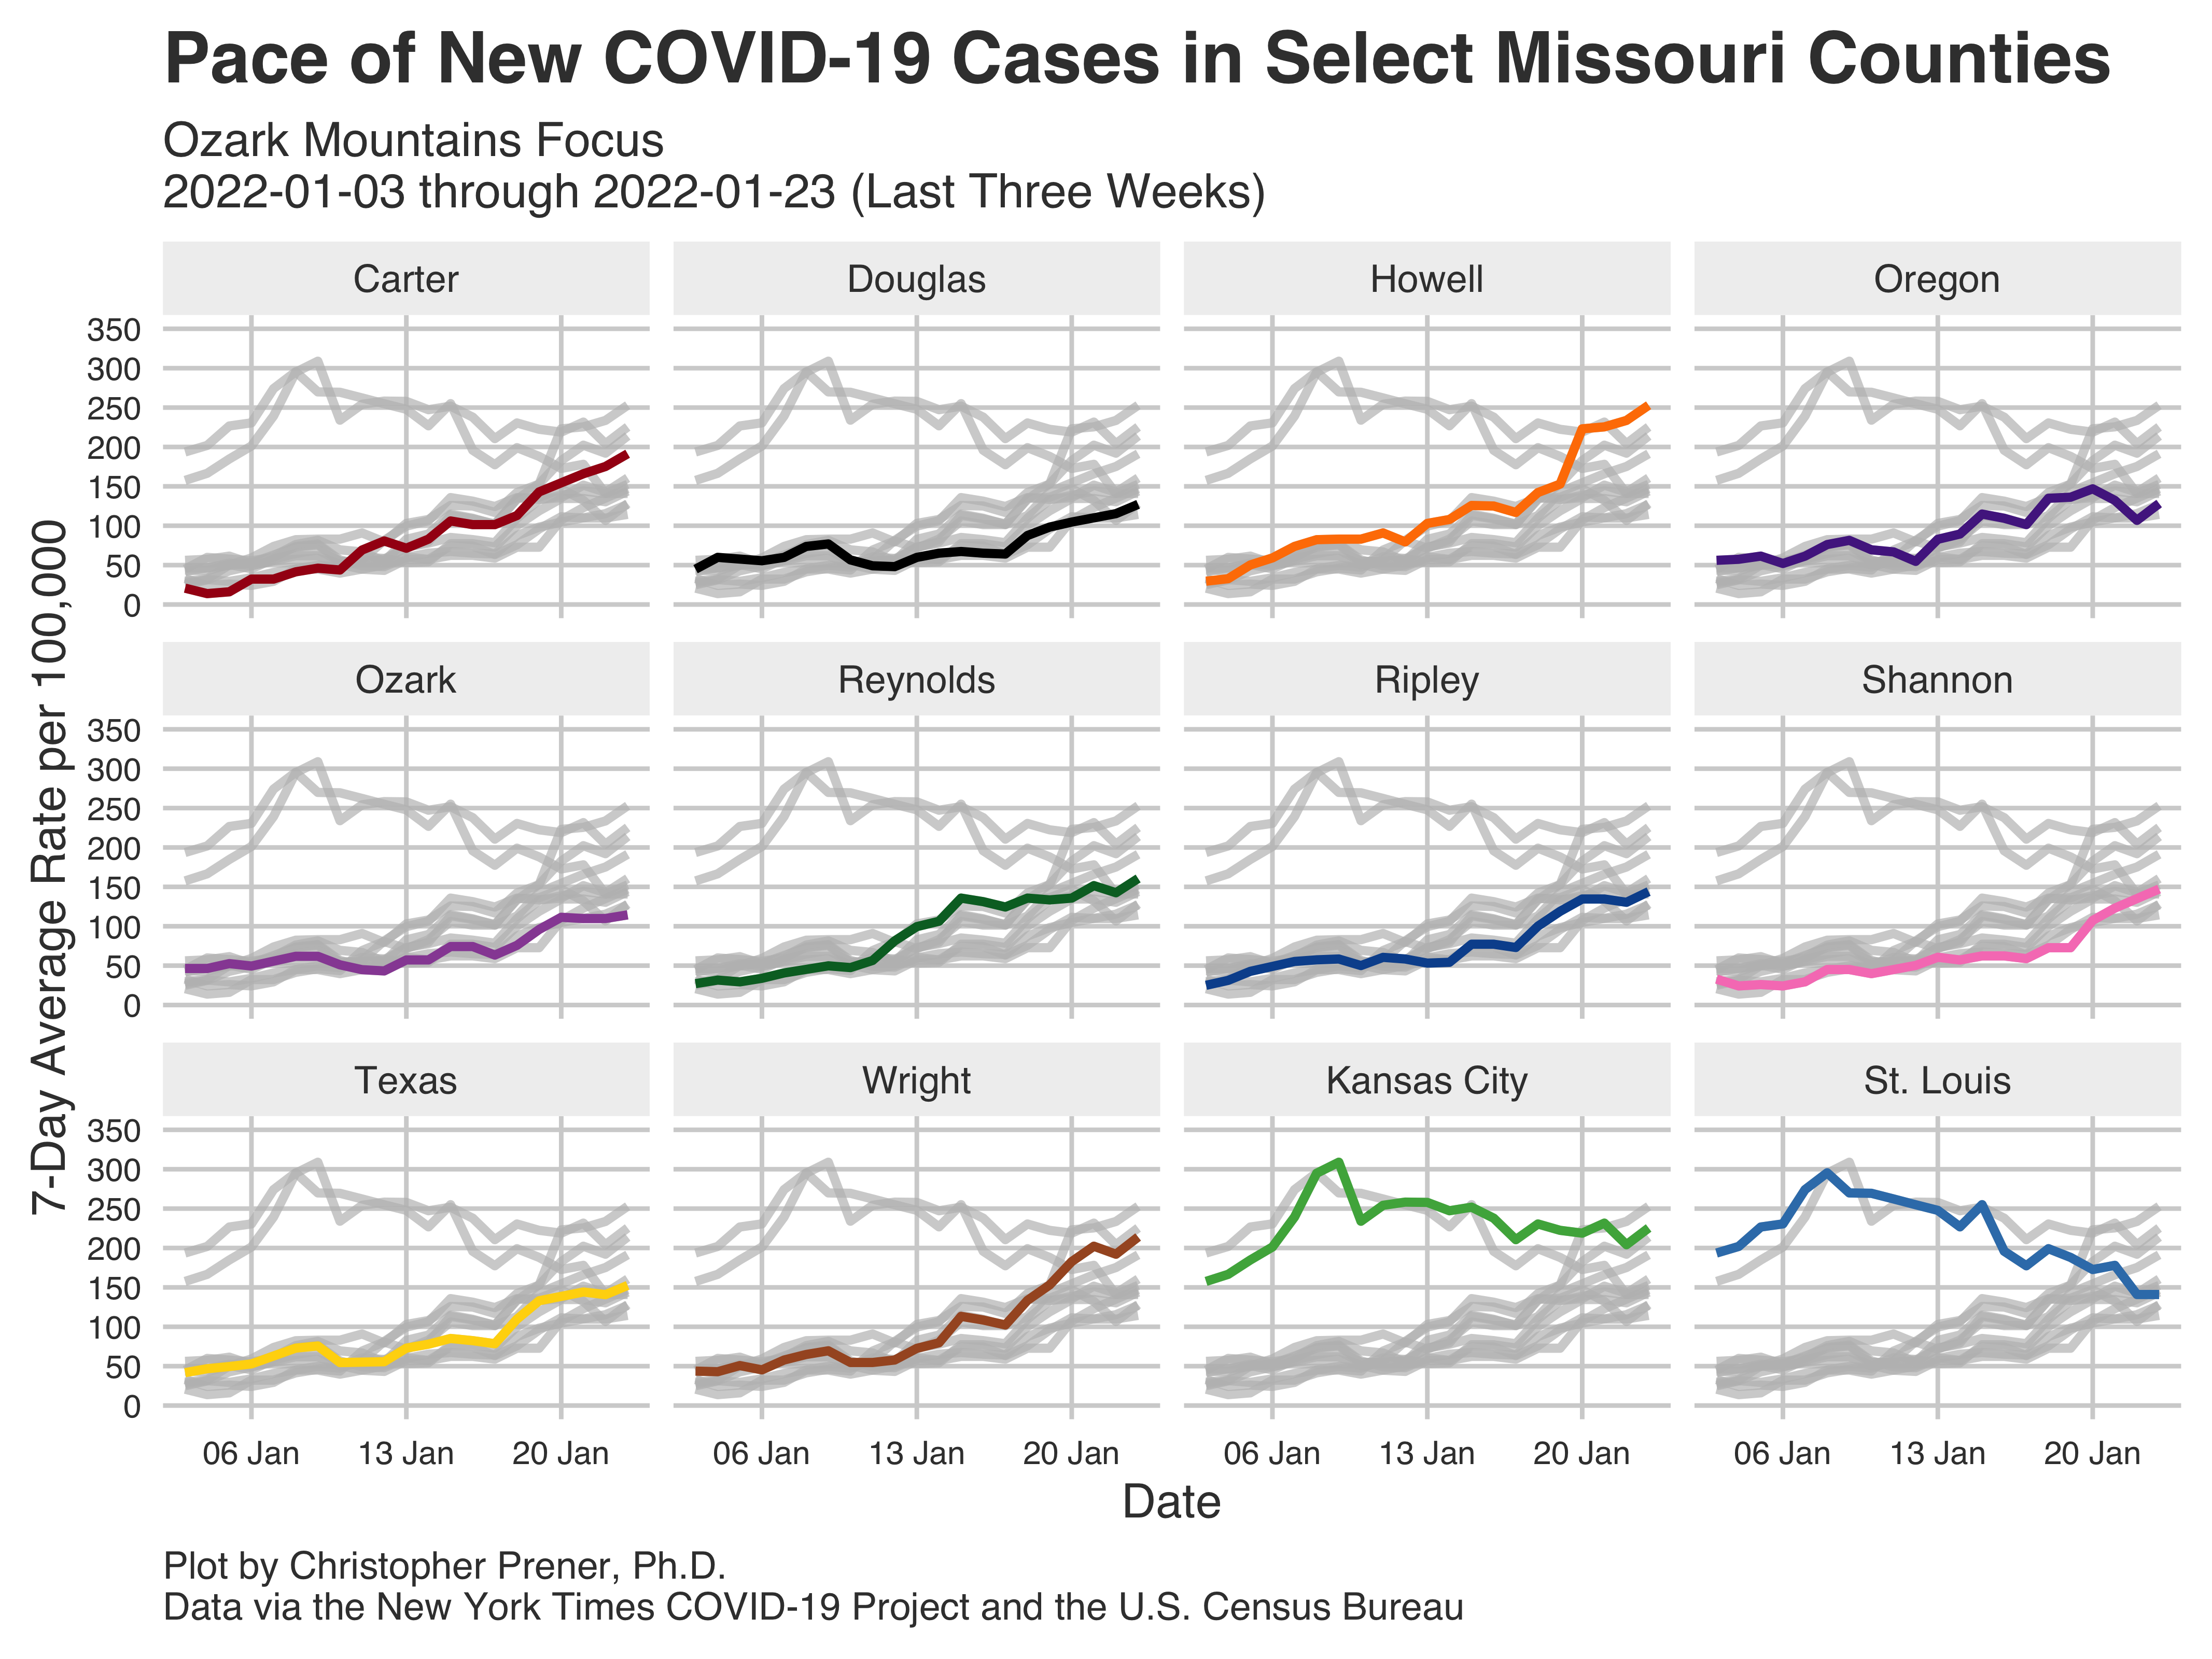 Pace of New COVID-19 Cases in Select Missouri Counties
Ozark Mountains Focus
2022-01-03 through 2022-01-23 (Last Three Weeks)
7-Day Average Rate per 100,000
Carter
Douglas
Howell
Oregon
350
300
250
200
150
100
50
0
Ozark
Reynolds
Ripley
Shannon
350
300
250
200
150
100
50
0
Texas
Wright
Kansas City
St. Louis
350
300
250
200
150
100
50
0
06 Jan 13 Jan 20 Jan
06 Jan 13 Jan 20 Jan
06 Jan 13 Jan 20 Jan
06 Jan 13 Jan 20 Jan
Date
Plot by Christopher Prener, Ph.D.
Data via the New York Times COVID-19 Project and the U.S. Census Bureau